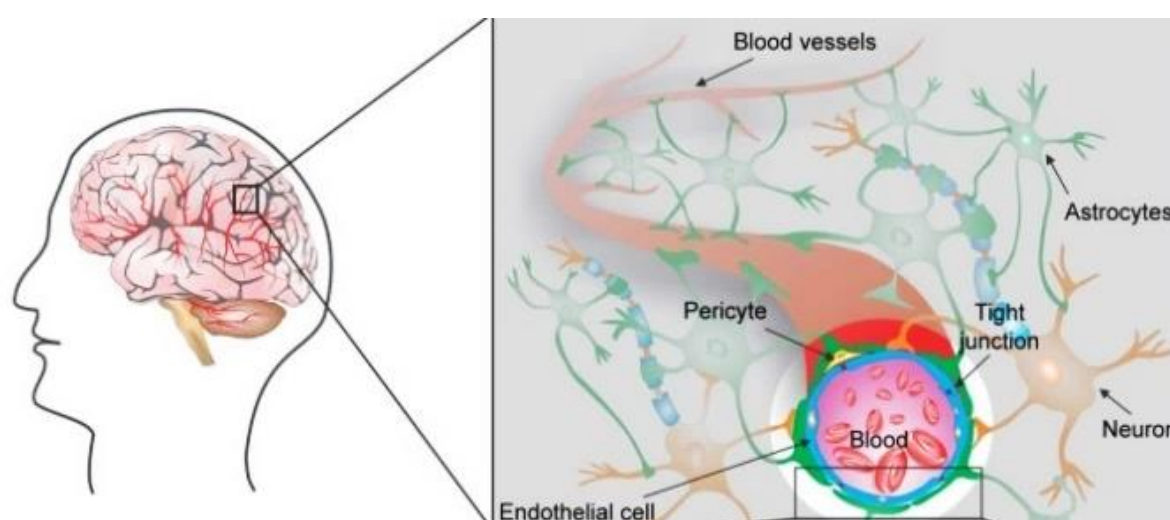 Blood vessels
Astrocytes
Pericyte
Tight
junction
Blood
Neuron
Endothelial cell